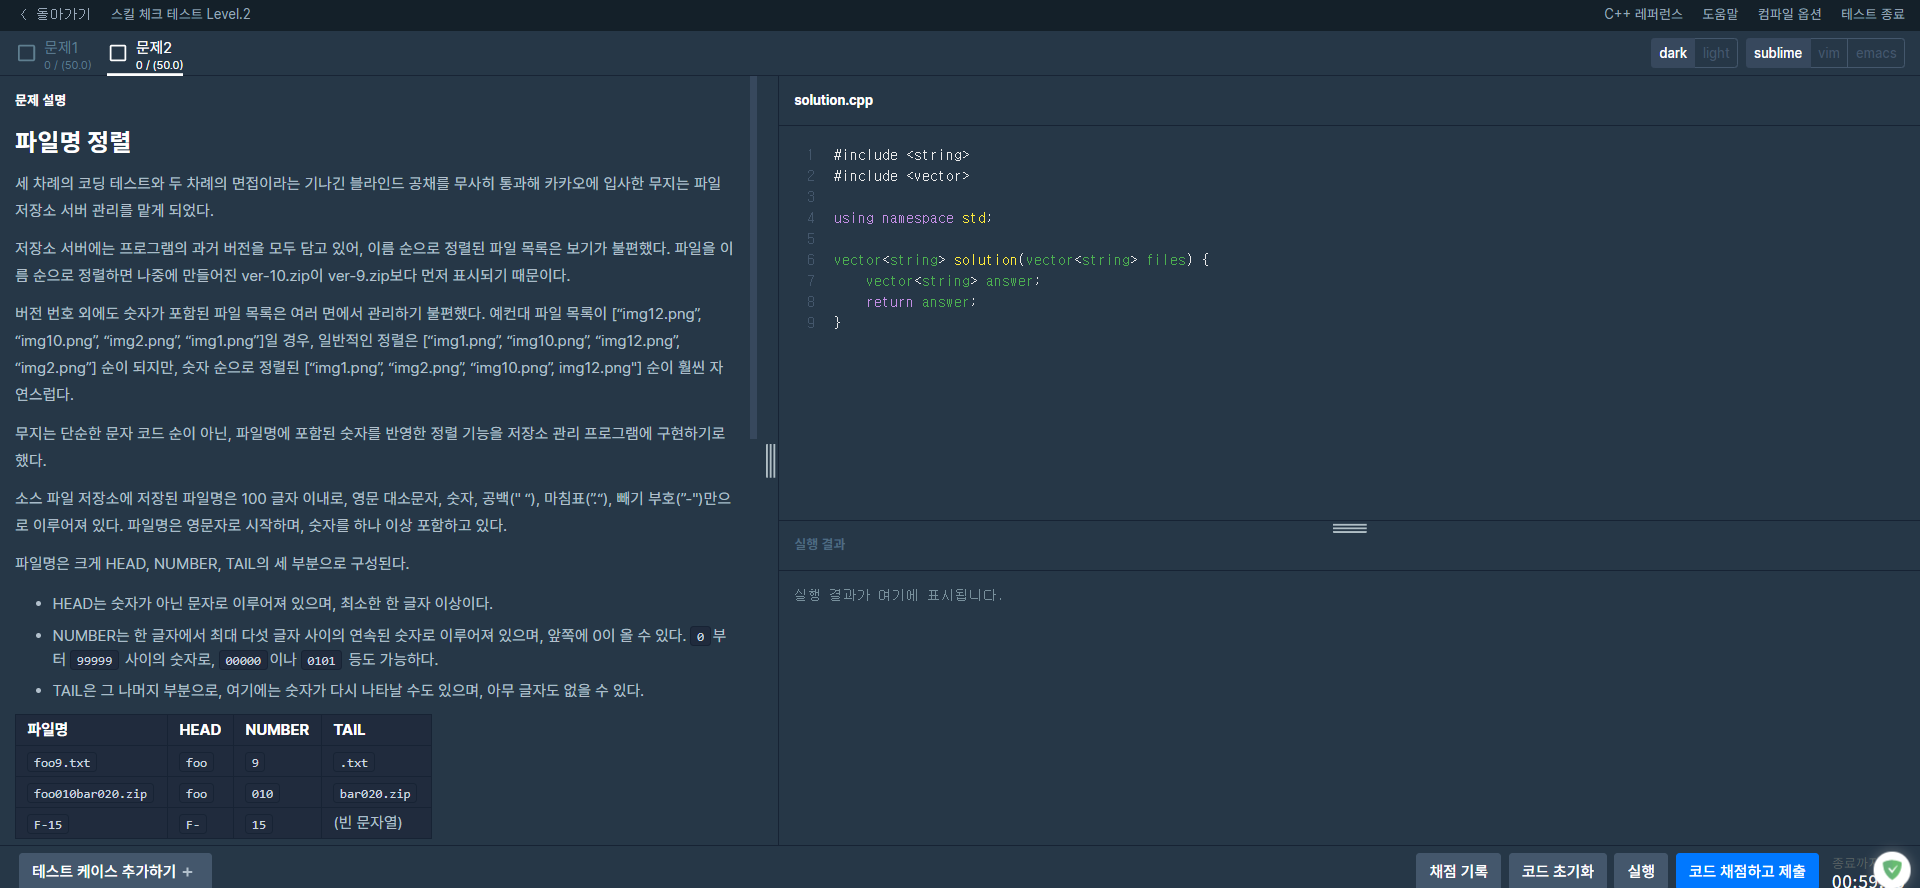 돌아가기
스킬 체크 테스트 Level.2
C++ 레퍼런스
도움말
컴파일 옵션
테스트 종료
문제1
0 / (50.0)
문제2
0 / (50.0)
dark
light
sublime
vim
emacs
문제 설명
파일명 정렬
세 차례의 코딩 테스트와 두 차례의 면접이라는 기나긴 블라인드 공채를 무사히 통과해 카카오에 입사한 무지는 파일
저장소 서버 관리를 맡게 되었다.
저장소 서버에는 프로그램의 과거 버전을 모두 담고 있어, 이름 순으로 정렬된 파일 목록은 보기가 불편했다. 파일을 이
름 순으로 정렬하면 나중에 만들어진 ver-10.zip이 ver-9.zip보다 먼저 표시되기 때문이다.
버전 번호 외에도 숫자가 포함된 파일 목록은 여러 면에서 관리하기 불편했다. 예컨대 파일 목록이 [“img12.png”,
“img10.png”, “img2.png”, “img1.png”]일 경우, 일반적인 정렬은 [“img1.png”, “img10.png”, “img12.png”,
“img2.png”] 순이 되지만, 숫자 순으로 정렬된 [“img1.png”, “img2.png”, “img10.png”, img12.png"] 순이 훨씬 자
연스럽다.
무지는 단순한 문자 코드 순이 아닌, 파일명에 포함된 숫자를 반영한 정렬 기능을 저장소 관리 프로그램에 구현하기로
했다.
소스 파일 저장소에 저장된 파일명은 100 글자 이내로, 영문 대소문자, 숫자, 공백(" “), 마침표(”.“), 빼기 부호(”-")만으
로 이루어져 있다. 파일명은 영문자로 시작하며, 숫자를 하나 이상 포함하고 있다.
파일명은 크게 HEAD, NUMBER, TAIL의 세 부분으로 구성된다.
• HEAD는 숫자가 아닌 문자로 이루어져 있으며, 최소한 한 글자 이상이다.
• NUMBER는 한 글자에서 최대 다섯 글자 사이의 연속된 숫자로 이루어져 있으며, 앞쪽에 0이 올 수 있다. 0 부
터 99999 사이의 숫자로, 00000 이나 0101 등도 가능하다.
• TAIL은 그 나머지 부분으로, 여기에는 숫자가 다시 나타날 수도 있으며, 아무 글자도 없을 수 있다.
파일명 HEAD NUMBER TAIL
foo9.txt foo 9 .txt
foo010bar020.zip foo 010 bar020.zip
F-15 F- 15 (빈 문자열)
테스트 케이스 추가하기 +
solution.cpp
1 #include <string>
2 #include <vector>
3
4 using namespace std;
5
6 vector<string> solution(vector<string> files) {
7 vector<string> answer;
8 return answer;
9 }
실행 결과
실행 결과가 여기에 표시됩니다.
채점 기록
코드 초기화
실행
코드 채점하고 제출
종료까지
00:59